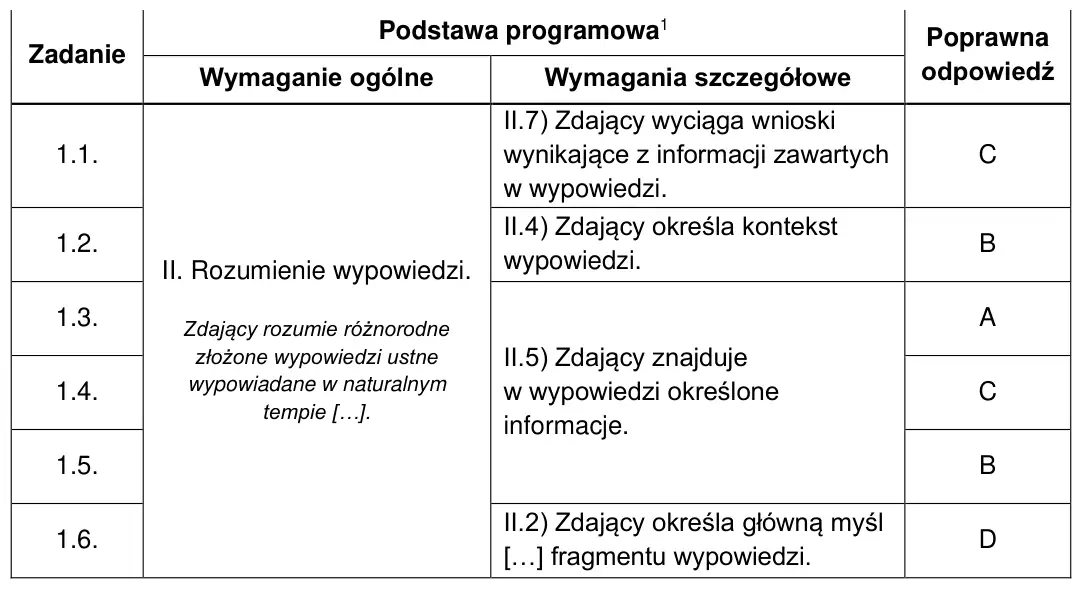 Zadanie
Podstawa programowa¹
Poprawna
odpowiedź
Wymaganie ogólne
Wymagania szczegółowe
1.1.
II. Rozumienie wypowiedzi.
Zdający rozumie różnorodne
złożone wypowiedzi ustne
wypowiadane w naturalnym
tempie […].
II.7) Zdający wyciąga wnioski
wynikające z informacji zawartych
w wypowiedzi.
C
1.2.
II.4) Zdający określa kontekst
wypowiedzi.
B
1.3.
II.5) Zdający znajduje
w wypowiedzi określone
informacje.
A
1.4.
C
1.5.
B
1.6.
II.2) Zdający określa główną myśl
[…] fragmentu wypowiedzi.
D